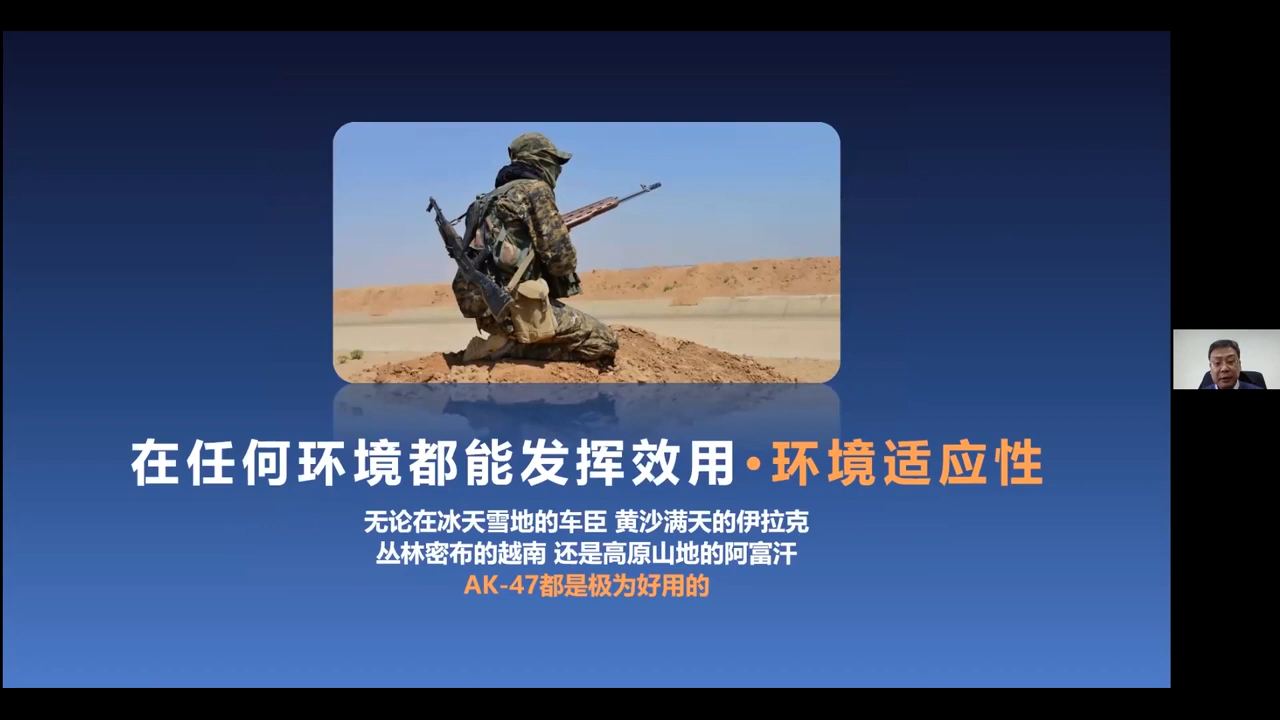 在任何环境都能发挥效用·环境适应性
无论在冰天雪地的车臣 黄沙满天的伊拉克
丛林密布的越南 还是高原山地的阿富汗
AK-47都是极为好用的